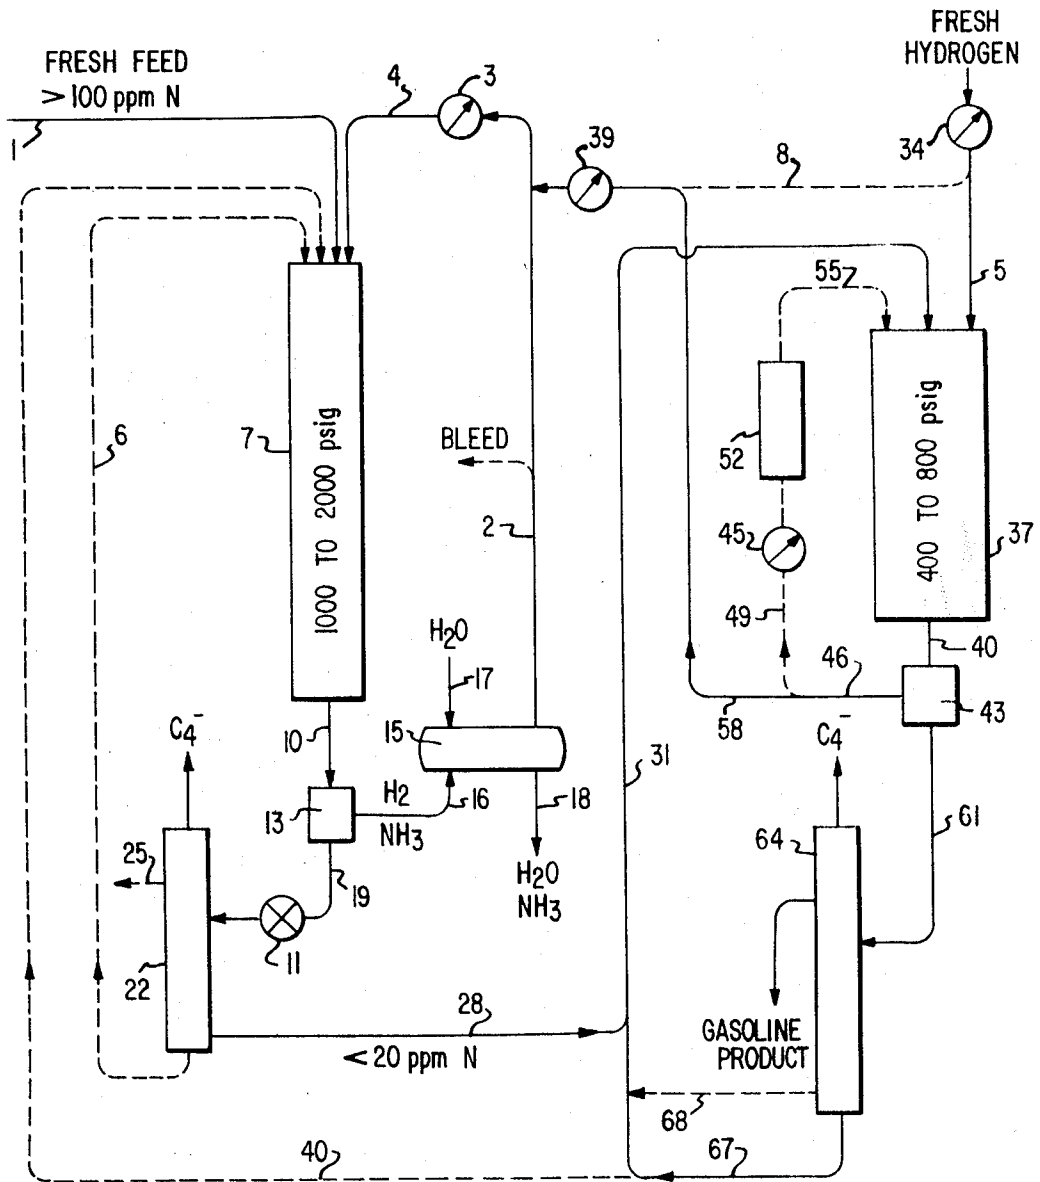 FRESH
HYDROGEN
FRESH FEED
> 100 ppm N
4
3
1
39
8
34
5
55
6
7
1000 TO 2000 psig
BLEED
2
52
400 TO 800 psig
45
37
49
H2O
17
40
46
43
58
C4-
10
15
31
C4-
13
H2
NH3
16
18
61
64
25
19
H2O
NH3
11
22
28
< 20 ppm N
GASOLINE
PRODUCT
68
40
67